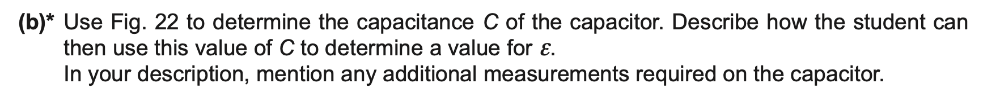 (b)* Use Fig. 22 to determine the capacitance C of the capacitor. Describe how the student can
then use this value of C to determine a value for ε.
In your description, mention any additional measurements required on the capacitor.